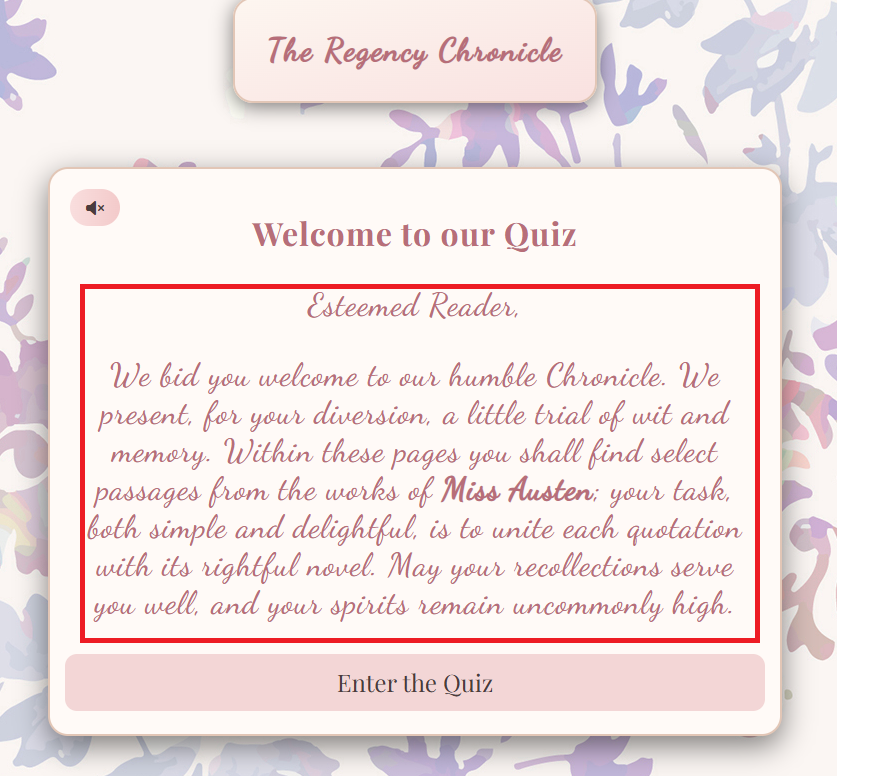 The Regency Chronicle
Welcome to our Quiz
Esteemed Reader,
We bid you welcome to our humble Chronicle. We
present, for your diversion, a little trial of wit and
memory. Within these pages you shall find select
passages from the works of Miss Austen; your task,
both simple and delightful, is to unite each quotation
with its rightful novel. May your recollections serve
you well, and your spirits remain uncommonly high.
Enter the Quiz